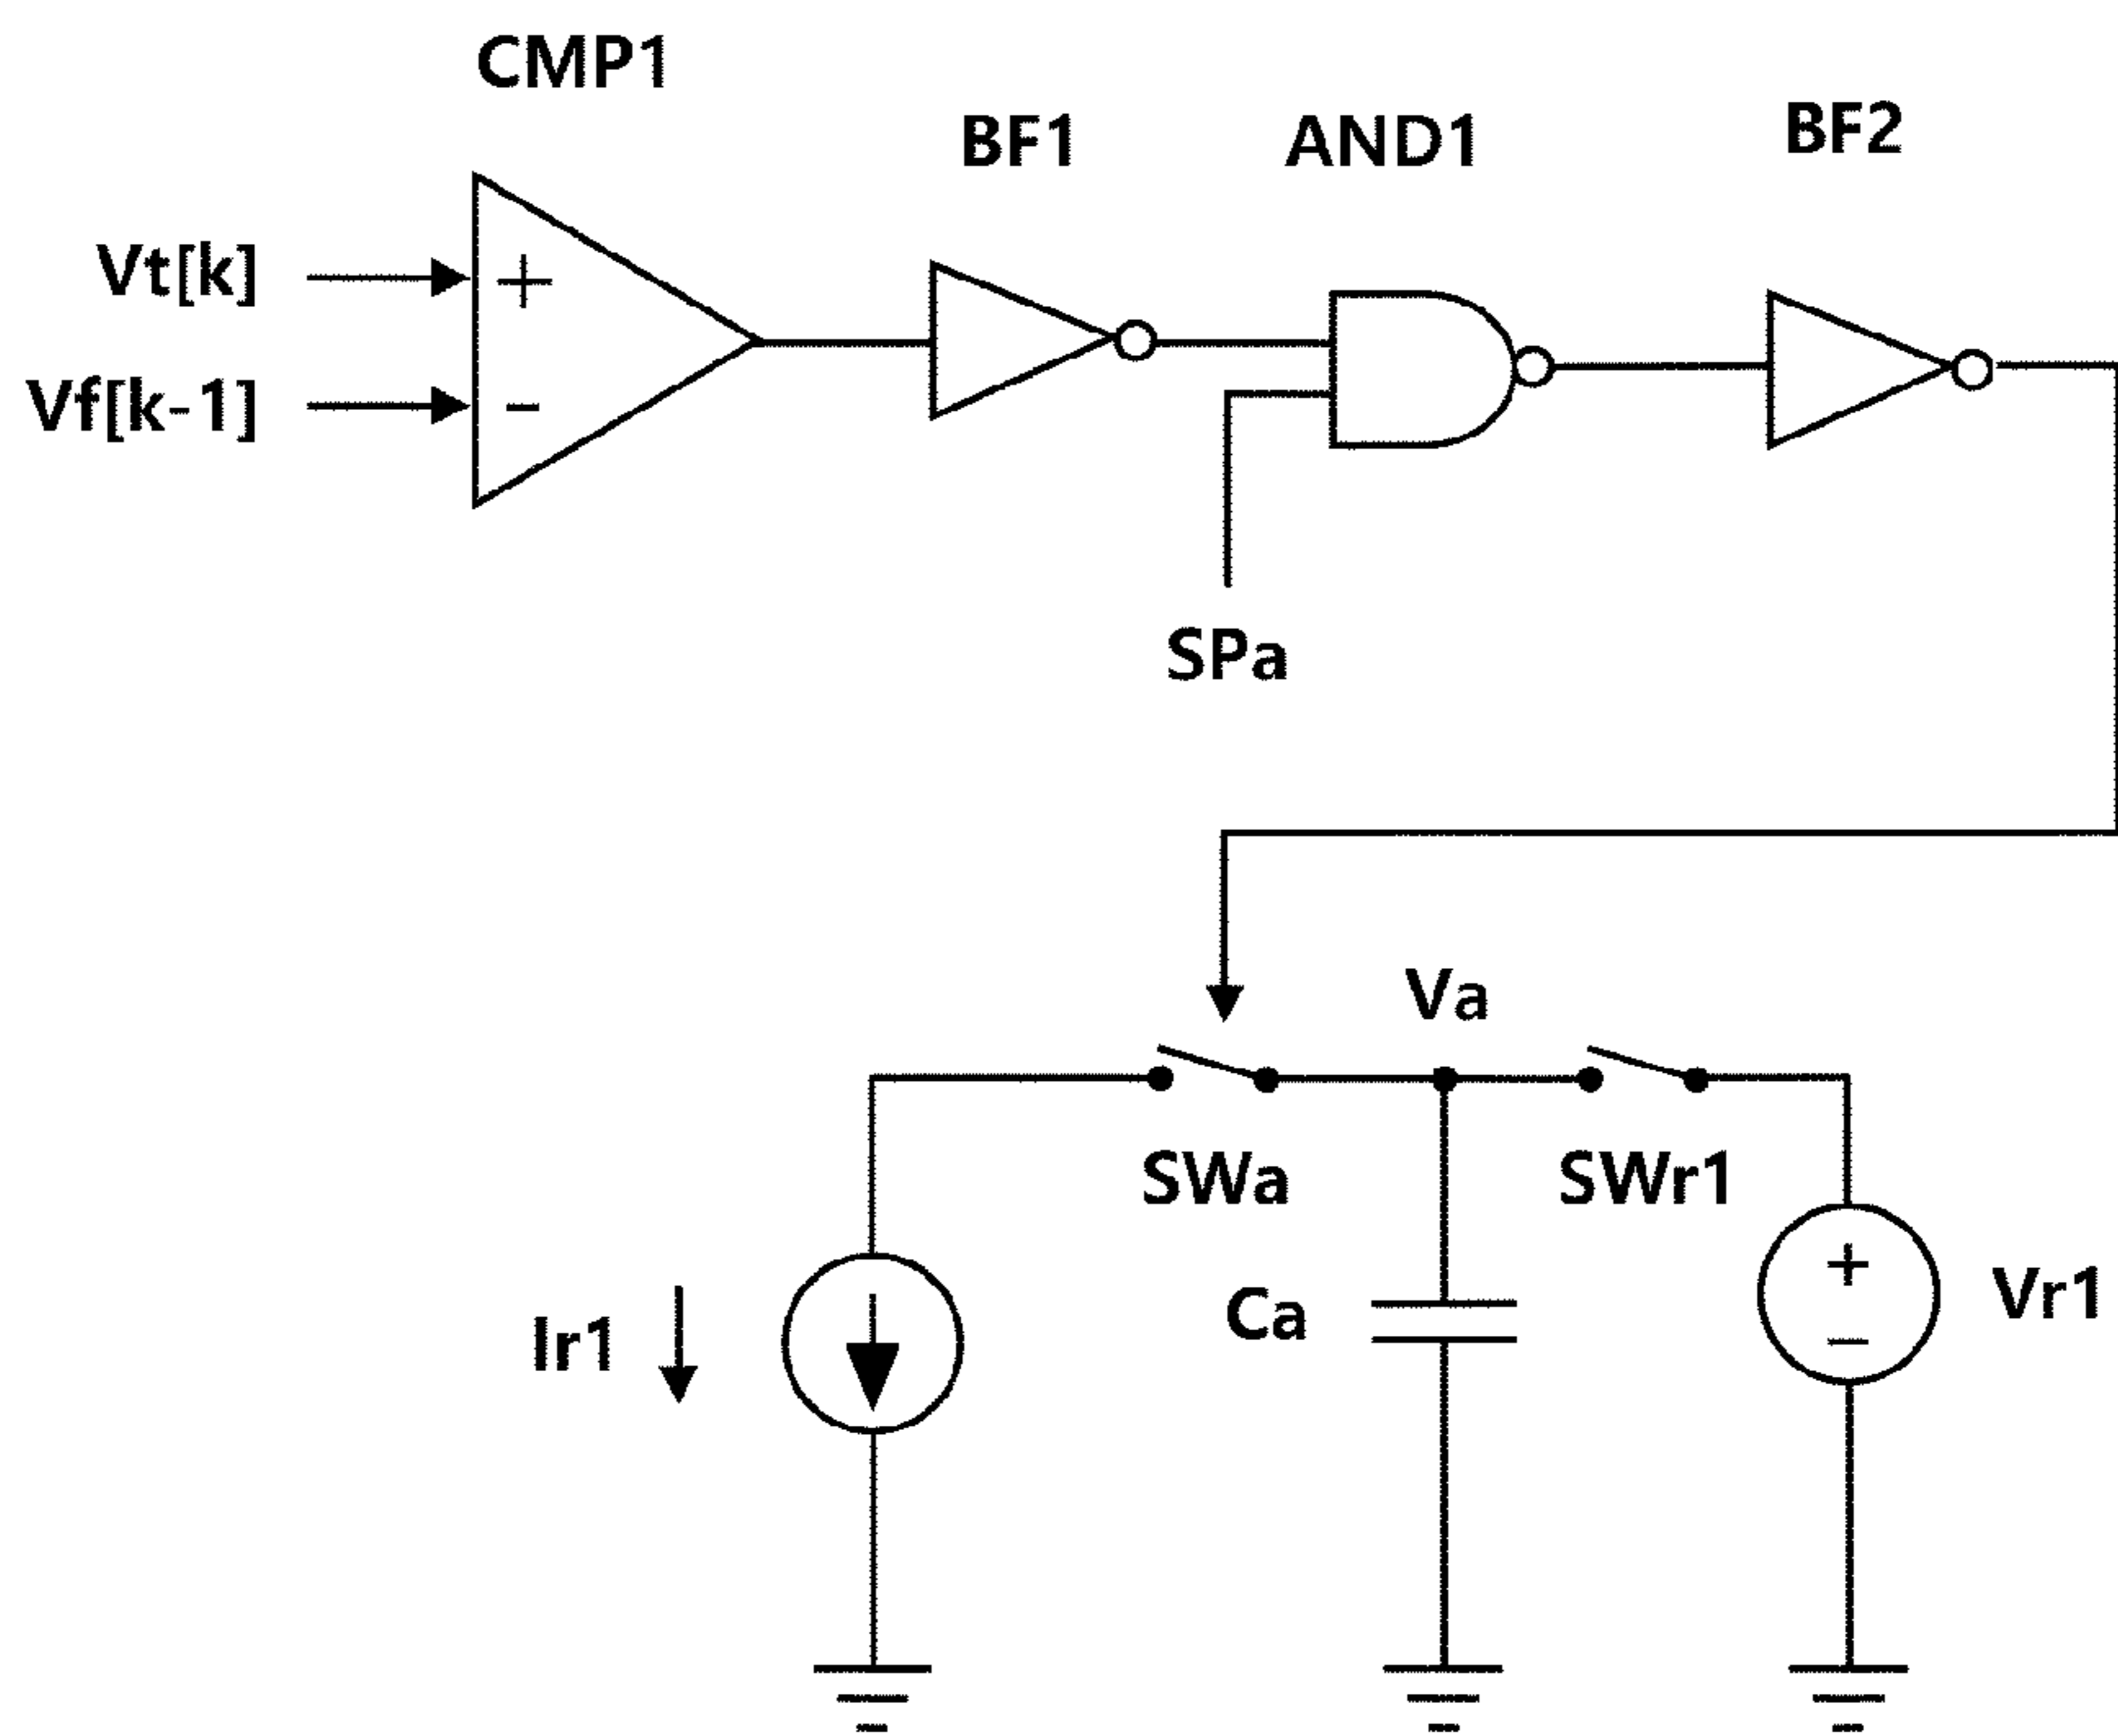 CMP1
BF1
AND1
BF2
Vt[k]
+
Vf[k-1]
-
SPa
Va
SWa
SWr1
Ir1
Ca
+
-
Vr1